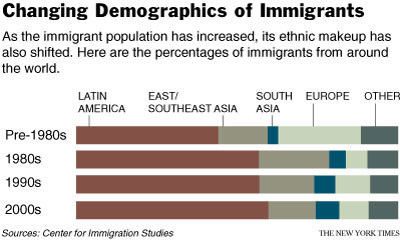 Changing Demographics of Immigrants
As the immigrant population has increased, its ethnic makeup has
also shifted. Here are the percentages of immigrants from around
the world.
LATIN
AMERICA
EAST/
SOUTHEAST ASIA
SOUTH
ASIA
EUROPE
OTHER
Pre-1980s
1980s
1990s
2000s
Sources: Center for Immigration Studies
THE NEW YORK TIMES